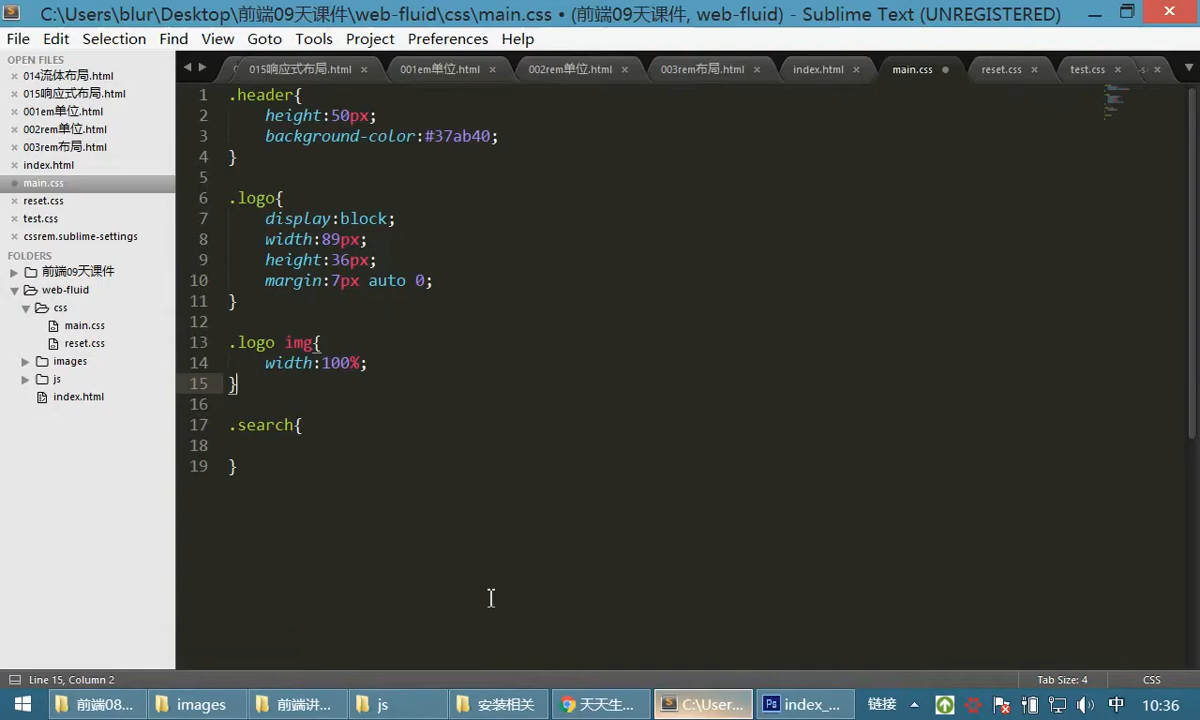 C:\Users\blur\Desktop\前端09天课件\web-fluid\css\main.css • (前端09天课件, web-fluid) - Sublime Text (UNREGISTERED)
File Edit Selection Find View Goto Tools Project Preferences Help
OPEN FILES
014流体布局.html
015响应式布局.html
001em单位.html
002rem单位.html
003rem布局.html
index.html
main.css
reset.css
test.css
cssrem.sublime-settings
FOLDERS
前端09天课件
web-fluid
css
main.css
reset.css
images
js
index.html
015响应式布局.html 001em单位.html 002rem单位.html 003rem布局.html index.html main.css reset.css test.css
1 .header{
2 height:50px;
3 background-color:#37ab40;
4 }
5
6 .logo{
7 display:block;
8 width:89px;
9 height:36px;
10 margin:7px auto 0;
11 }
12
13 .logo img{
14 width:100%;
15 }
16
17 .search{
18
19 }
Line 15, Column 2 Tab Size: 4 CSS
前端08... images 前端讲... js 安装相关 天天生... C:\User... index_... 链接 中 10:36